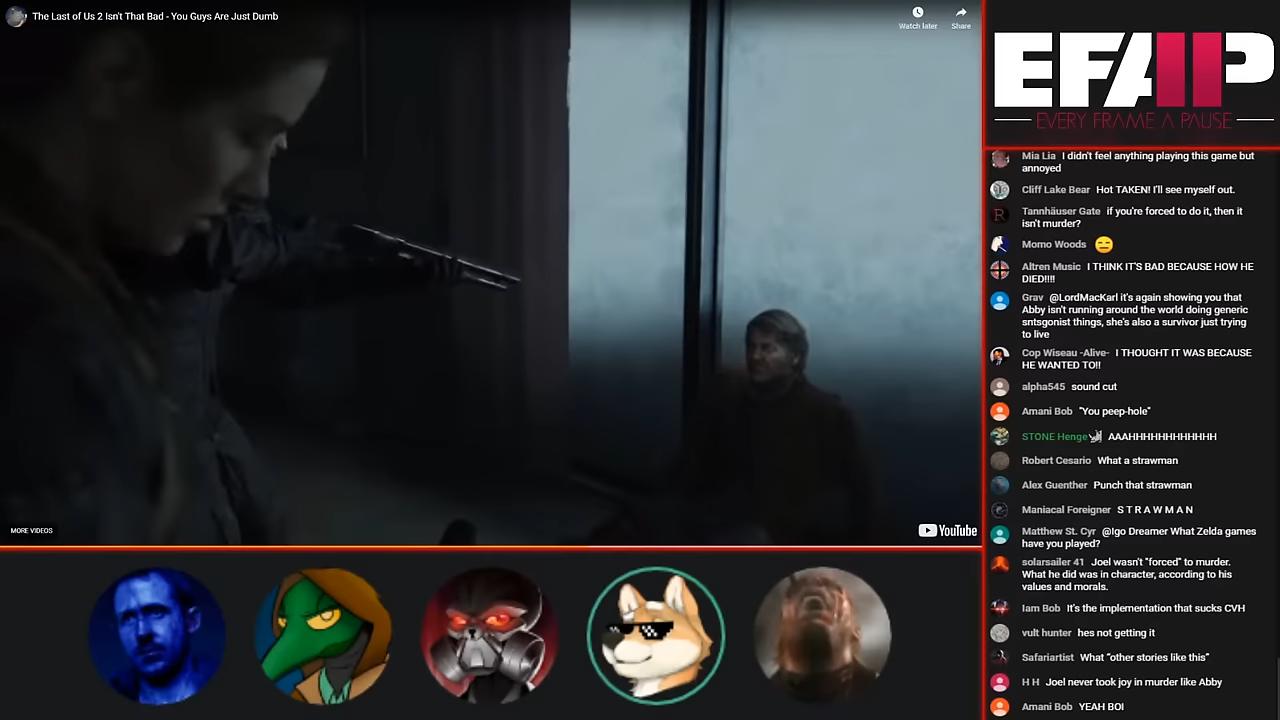 The Last of Us 2 Isn't That Bad - You Guys Are Just Dumb
Watch later
Share
MORE VIDEOS
YouTube
EFAP
EVERY FRAME A PAUSE
Mia Lia I didn't feel anything playing this game but
annoyed
Cliff Lake Bear Hot TAKEN! I'll see myself out.
Tannhäuser Gate if you're forced to do it, then it
isn't murder?
Momo Woods 😑
Altren Music I THINK IT'S BAD BECAUSE HOW HE
DIED!!!!
Grav @LordMacKarl it's again showing you that
Abby isn't running around the world doing generic
sntsgonist things, she's also a survivor just trying
to live
Cop Wiseau -Alive- I THOUGHT IT WAS BECAUSE
HE WANTED TO!!
alpha545 sound cut
Amani Bob "You peep-hole"
STONE Henge AAAHHHHHHHHHHHH
Robert Cesario What a strawman
Alex Guenther Punch that strawman
Maniacal Foreigner S T R A W M A N
Matthew St. Cyr @Igo Dreamer What Zelda games
have you played?
solarsailer 41 Joel wasn't "forced" to murder.
What he did was in character, according to his
values and morals.
Iam Bob It's the implementation that sucks CVH
vult hunter hes not getting it
Safariartist What “other stories like this”
H H Joel never took joy in murder like Abby
Amani Bob YEAH BOI